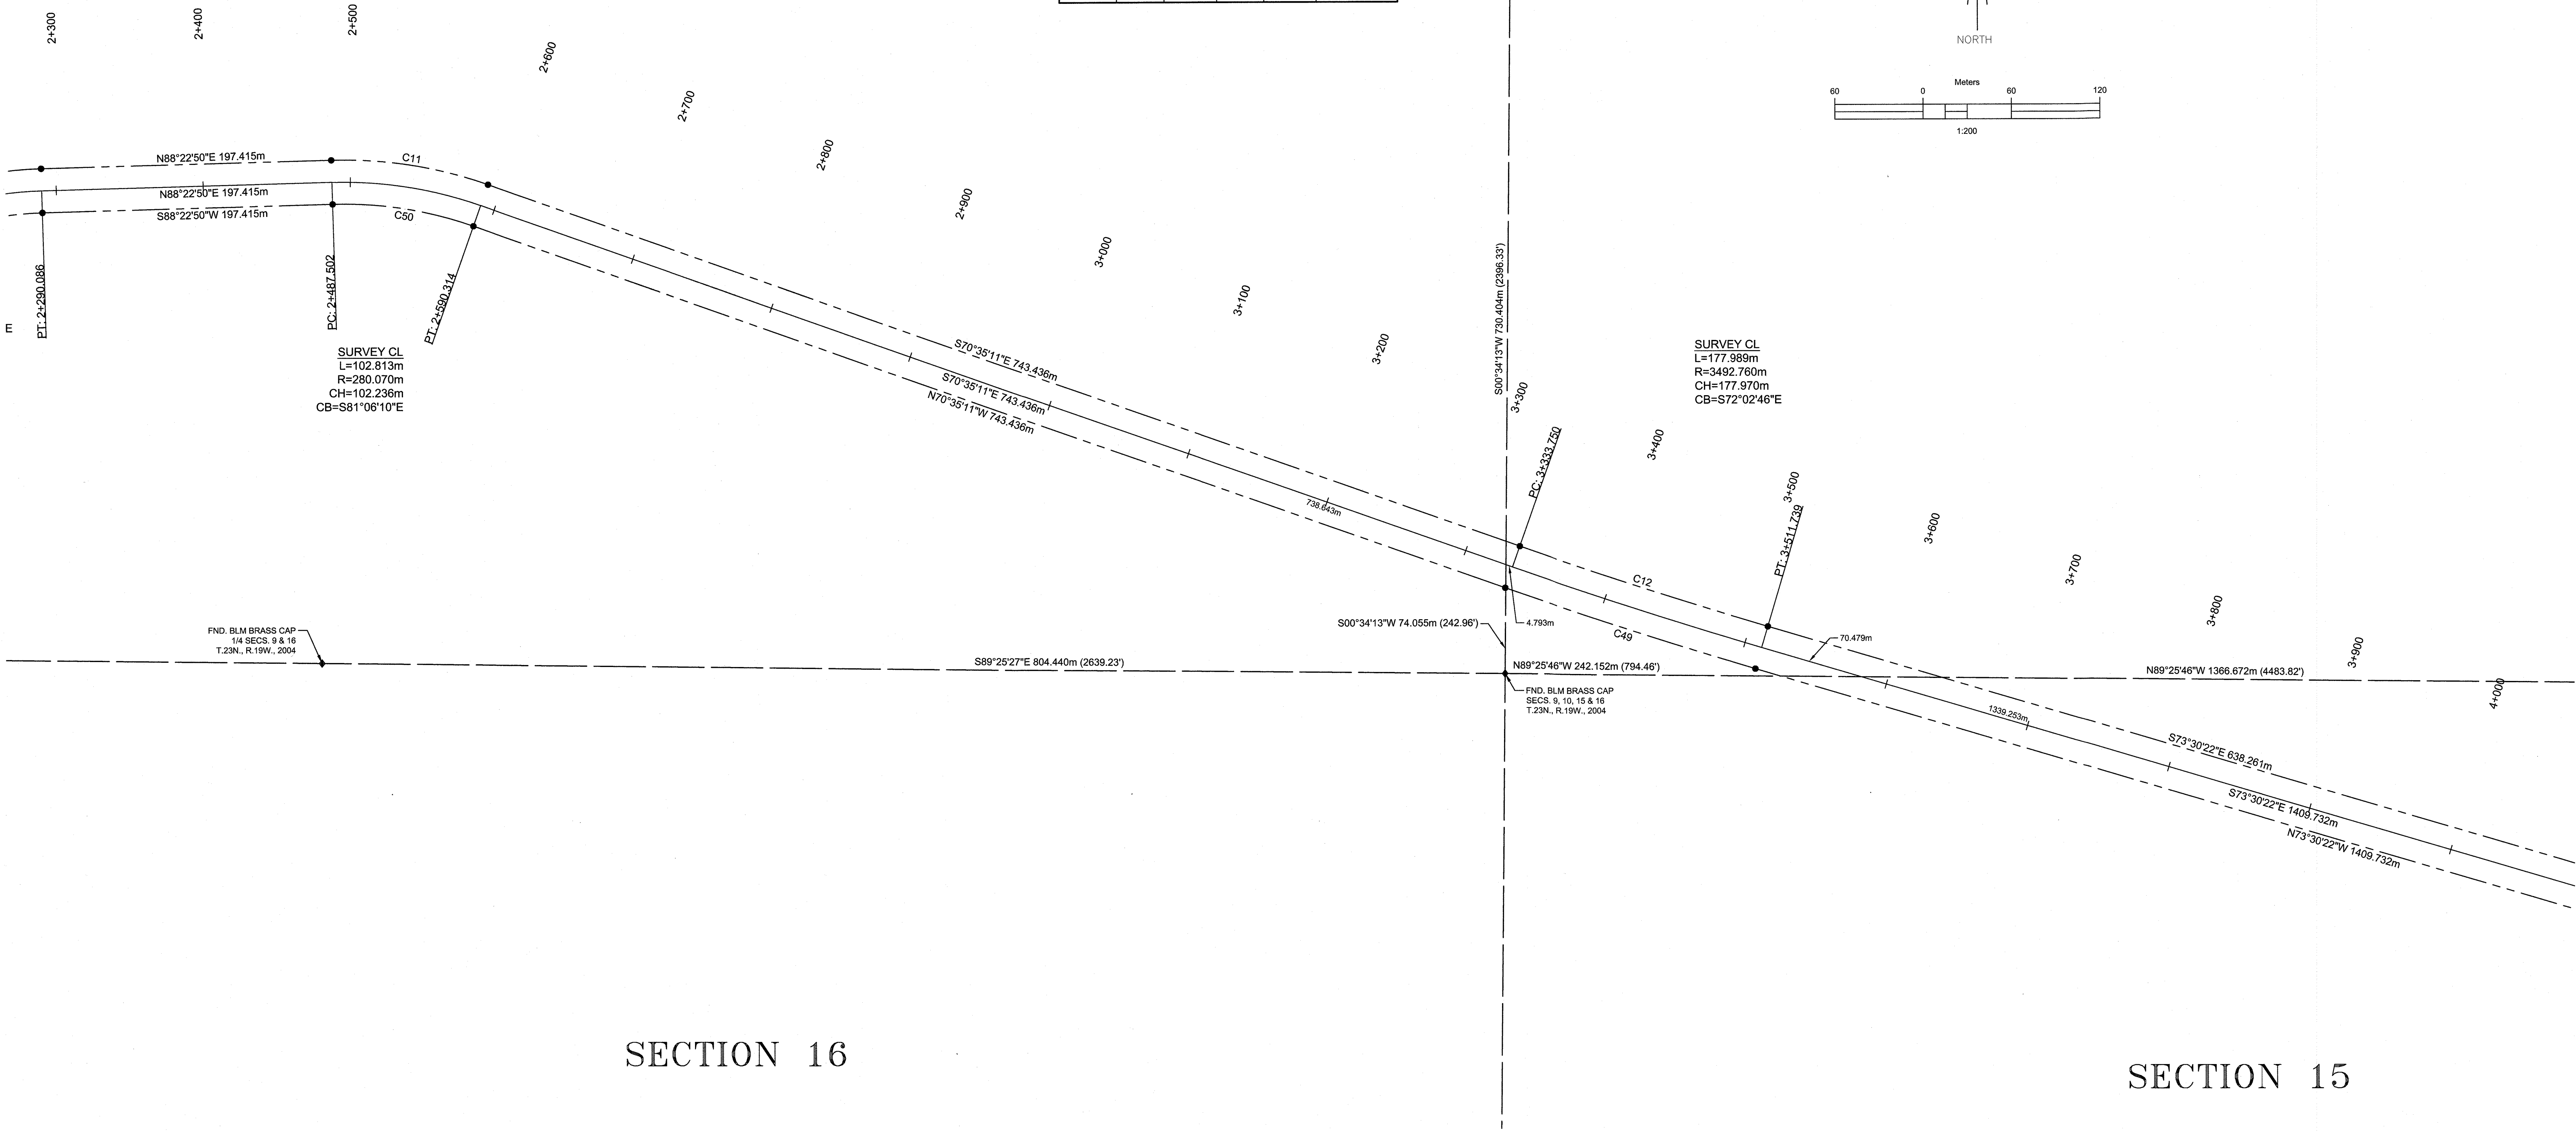 2+300
2+400
2+500
2+600
2+700
2+800
2+900
3+000
3+100
3+200
3+300
3+400
3+500
3+600
3+700
3+800
3+900
4+000
NORTH
Meters
60 0 60 120
1:200
N88°22'50"E 197.415m
C11
N88°22'50"E 197.415m
S88°22'50"W 197.415m
C50
E
PT: 2+290.086
PC: 2+487.502
PT: 2+590.314
SURVEY CL
L=102.813m
R=280.070m
CH=102.236m
CB=S81°06'10"E
S70°35'11"E 743.436m
S70°35'11"E 743.436m
N70°35'11"W 743.436m
738.643m
S00°34'13"W 730.404m (2396.33')
SURVEY CL
L=177.989m
R=3492.760m
CH=177.970m
CB=S72°02'46"E
PC: 3+333.750
PT: 3+511.739
C12
C49
4.793m
70.479m
S00°34'13"W 74.055m (242.96')
FND. BLM BRASS CAP
1/4 SECS. 9 & 16
T.23N., R.19W., 2004
S89°25'27"E 804.440m (2639.23')
N89°25'46"W 242.152m (794.46')
N89°25'46"W 1366.672m (4483.82')
FND. BLM BRASS CAP
SECS. 9, 10, 15 & 16
T.23N., R.19W., 2004
1339.253m
S73°30'22"E 638.261m
S73°30'22"E 1409.732m
N73°30'22"W 1409.732m
SECTION 16
SECTION 15